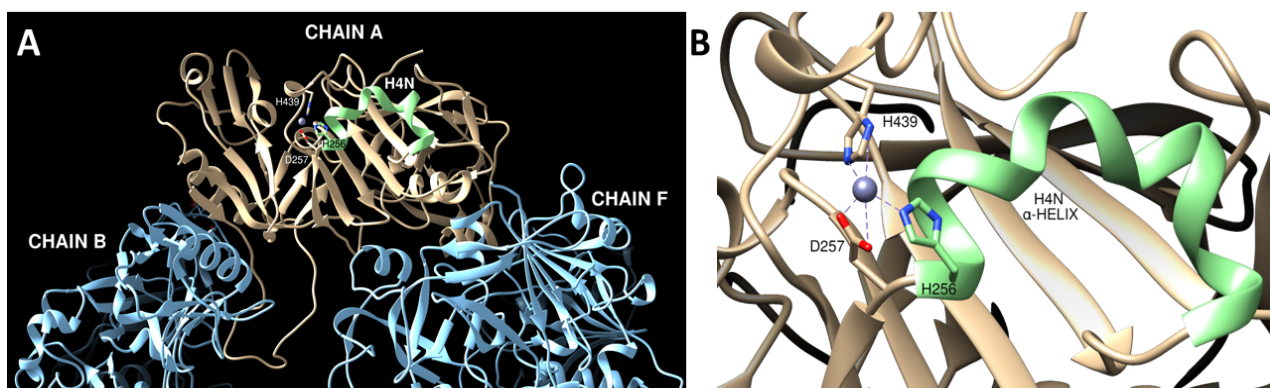 A
CHAIN A
H4N
H439
H256
D257
CHAIN B
CHAIN F
B
H439
H4N
α-HELIX
D257
H256